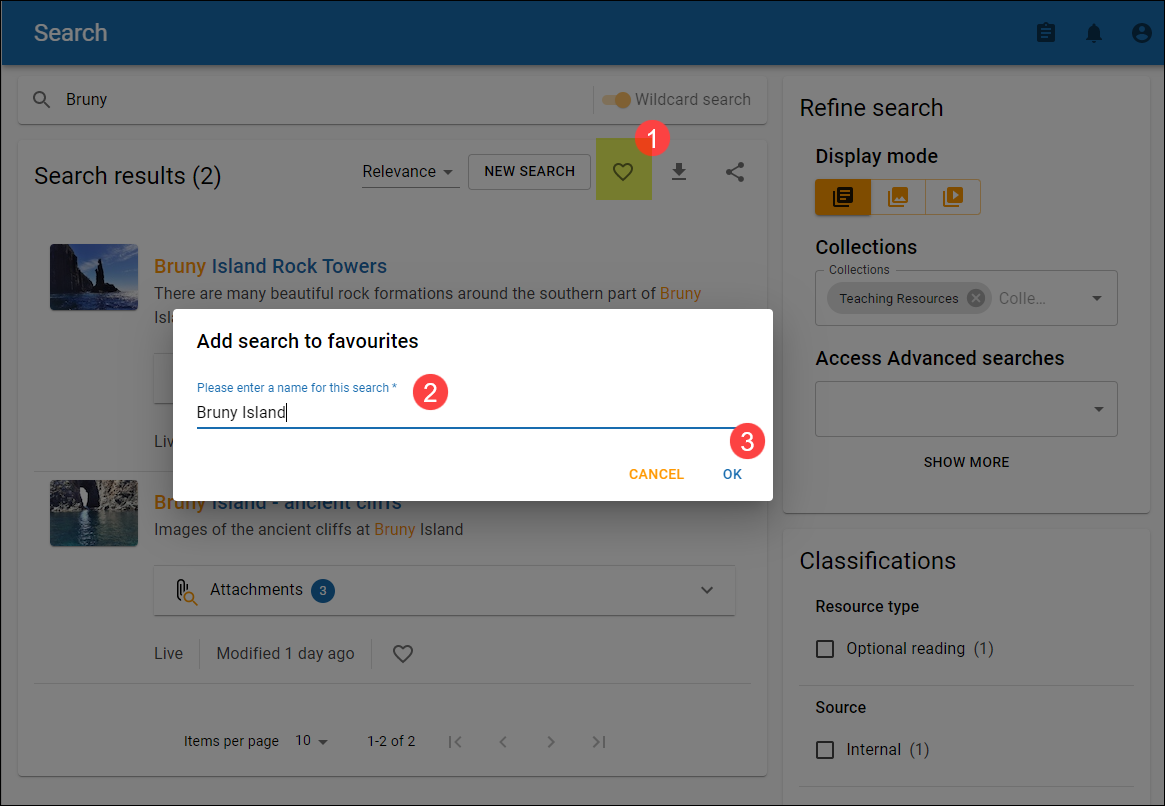 Search
Bruny
Wildcard search
Search results (2)
Relevance
NEW SEARCH
1
Bruny Island Rock Towers
There are many beautiful rock formations around the southern part of Bruny
Isl
Add search to favourites
Please enter a name for this search *
2
Bruny Island
3
CANCEL
OK
Liv
Bruny Island - ancient cliffs
Images of the ancient cliffs at Bruny Island
Attachments 3
Live
Modified 1 day ago
Items per page 10
1-2 of 2
Refine search
Display mode
Collections
Collections
Teaching Resources
Colle...
Access Advanced searches
SHOW MORE
Classifications
Resource type
Optional reading (1)
Source
Internal (1)